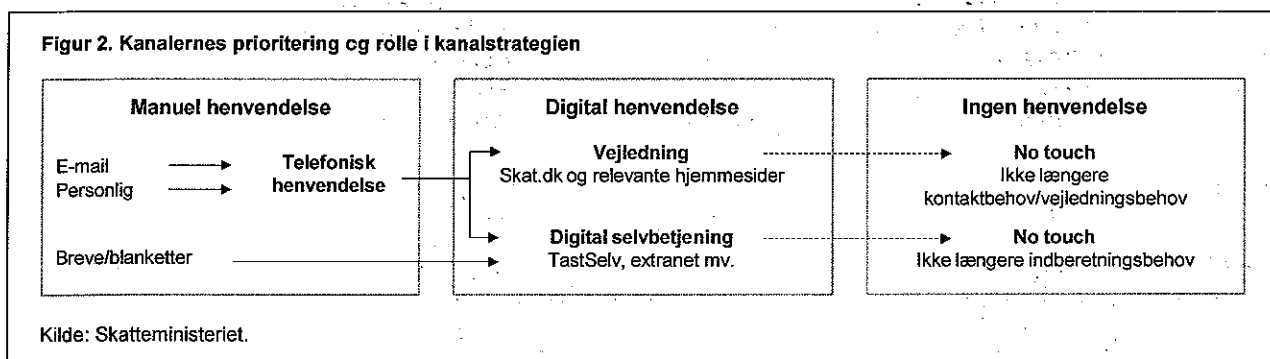 Figur 2. Kanalernes prioritering cg rolle i kanalstrategien
Manuel henvendelse
E-mail
Personlig
Telefonisk
henvendelse
Breve/blanketter
Digital henvendelse
Vejledning
Skat.dk og relevante hjemmesider
Digital selvbetjening
TastSelv, extranet mv.
Ingen henvendelse
No touch
Ikke længere
kontaktbehov/vejledningsbehov
No touch
Ikke længere indberetningsbehov
Kilde: Skatteministeriet.